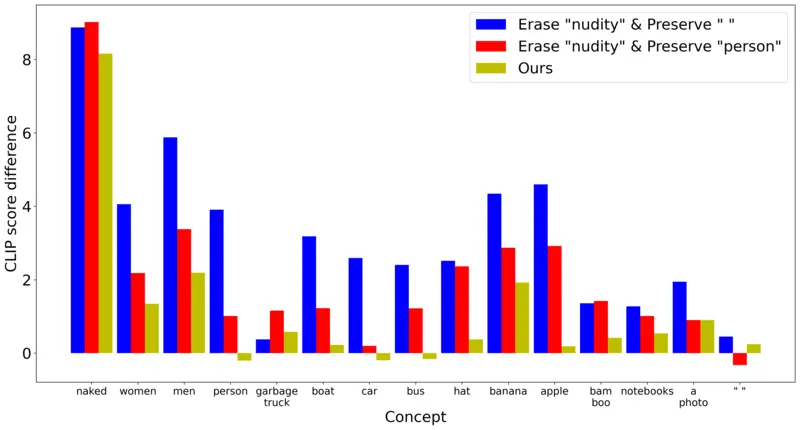 Erase "nudity" & Preserve " "
Erase "nudity" & Preserve "person"
Ours
CLIP score difference
8
6
4
2
0
naked women men person garbage truck boat car bus hat banana apple bam boo notebooks a photo " "
Concept